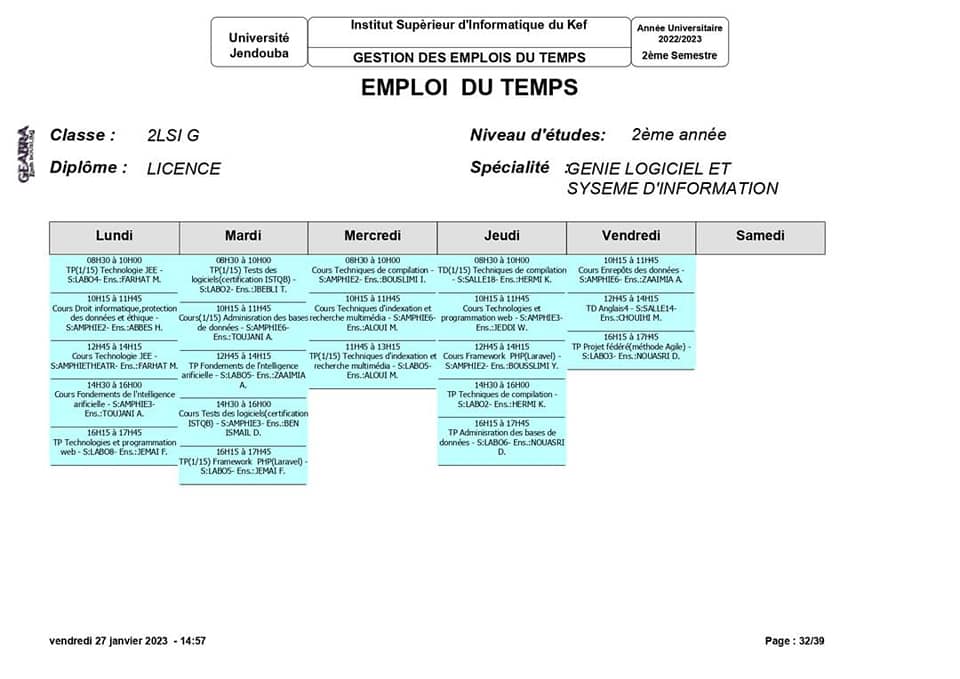 Université
Jendouba
Institut Supèrieur d'Informatique du Kef
GESTION DES EMPLOIS DU TEMPS
Année Universitaire
2022/2023
2ème Semestre
EMPLOI DU TEMPS
GEABRA
Classe : 2LSI G
Niveau d'études: 2ème année
Diplôme : LICENCE
Spécialité :GENIE LOGICIEL ET
SYSEME D'INFORMATION
Lundi
08H30 à 10H00
TP(1/15) Technologie JEE -
S:LABO4- Ens.:FARHAT M.
10H15 à 11H45
Cours Droit informatique,protection
des données et éthique -
S:AMPHIE2- Ens.:ABBES H.
12H45 à 14H15
Cours Technologie JEE -
S:AMPHIETHEATR- Ens.:FARHAT M.
14H30 à 16H00
Cours Fondements de l'ntelligence
arificielle - S:AMPHIE3-
Ens.:TOUJANI A.
16H15 à 17H45
TP Technologies et programmation
web - S:LABO8- Ens.:JEMAI F.
Mardi
08H30 à 10H00
TP(1/15) Tests des
logiciels(certification ISTQB) -
S:LABO2- Ens.:JBEBLI T.
10H15 à 11H45
Cours(1/15) Adminisration des bases
de données - S:AMPHIE6-
Ens.:TOUJANI A.
12H45 à 14H15
TP Fondements de l'ntelligence
arificielle - S:LABO5- Ens.:ZAAIMIA
A.
14H30 à 16H00
Cours Tests des logiciels(certification
ISTQB) - S:AMPHIE3- Ens.:BEN
ISMAIL D.
16H15 à 17H45
TP(1/15) Framework PHP(Laravel) -
S:LABO5- Ens.:JEMAI F.
Mercredi
08H30 à 10H00
Cours Techniques de compilation -
S:AMPHIE2- Ens.:BOUSLIMI I.
10H15 à 11H45
Cours Techniques d'indexation et
recherche multimédia - S:AMPHIE6-
Ens.:ALOUI M.
11H45 à 13H15
TP(1/15) Techniques d'indexation et
recherche multimédia - S:LABO5-
Ens.:ALOUI M.
Jeudi
08H30 à 10H00
TD(1/15) Techniques de compilation
- S:SALLE18- Ens.:HERMI K.
10H15 à 11H45
Cours Technologies et
programmation web - S:AMPHIE3-
Ens.:JEDDI W.
12H45 à 14H15
Cours Framework PHP(Laravel) -
S:AMPHIE2- Ens.:BOUSSLIMI Y.
14H30 à 16H00
TP Techniques de compilation -
S:LABO2- Ens.:HERMI K.
16H15 à 17H45
TP Adminisration des bases de
données - S:LABO6- Ens.:NOUASRI
D.
Vendredi
10H15 à 11H45
Cours Enrepôts des données -
S:AMPHIE6- Ens.:ZAAIMIA A.
12H45 à 14H15
TD Anglais4 - S:SALLE14-
Ens.:CHOUIHI M.
16H15 à 17H45
TP Projet fédéré(méthode Agile) -
S:LABO3- Ens.:NOUASRI D.
Samedi
vendredi 27 janvier 2023 - 14:57
Page : 32/39